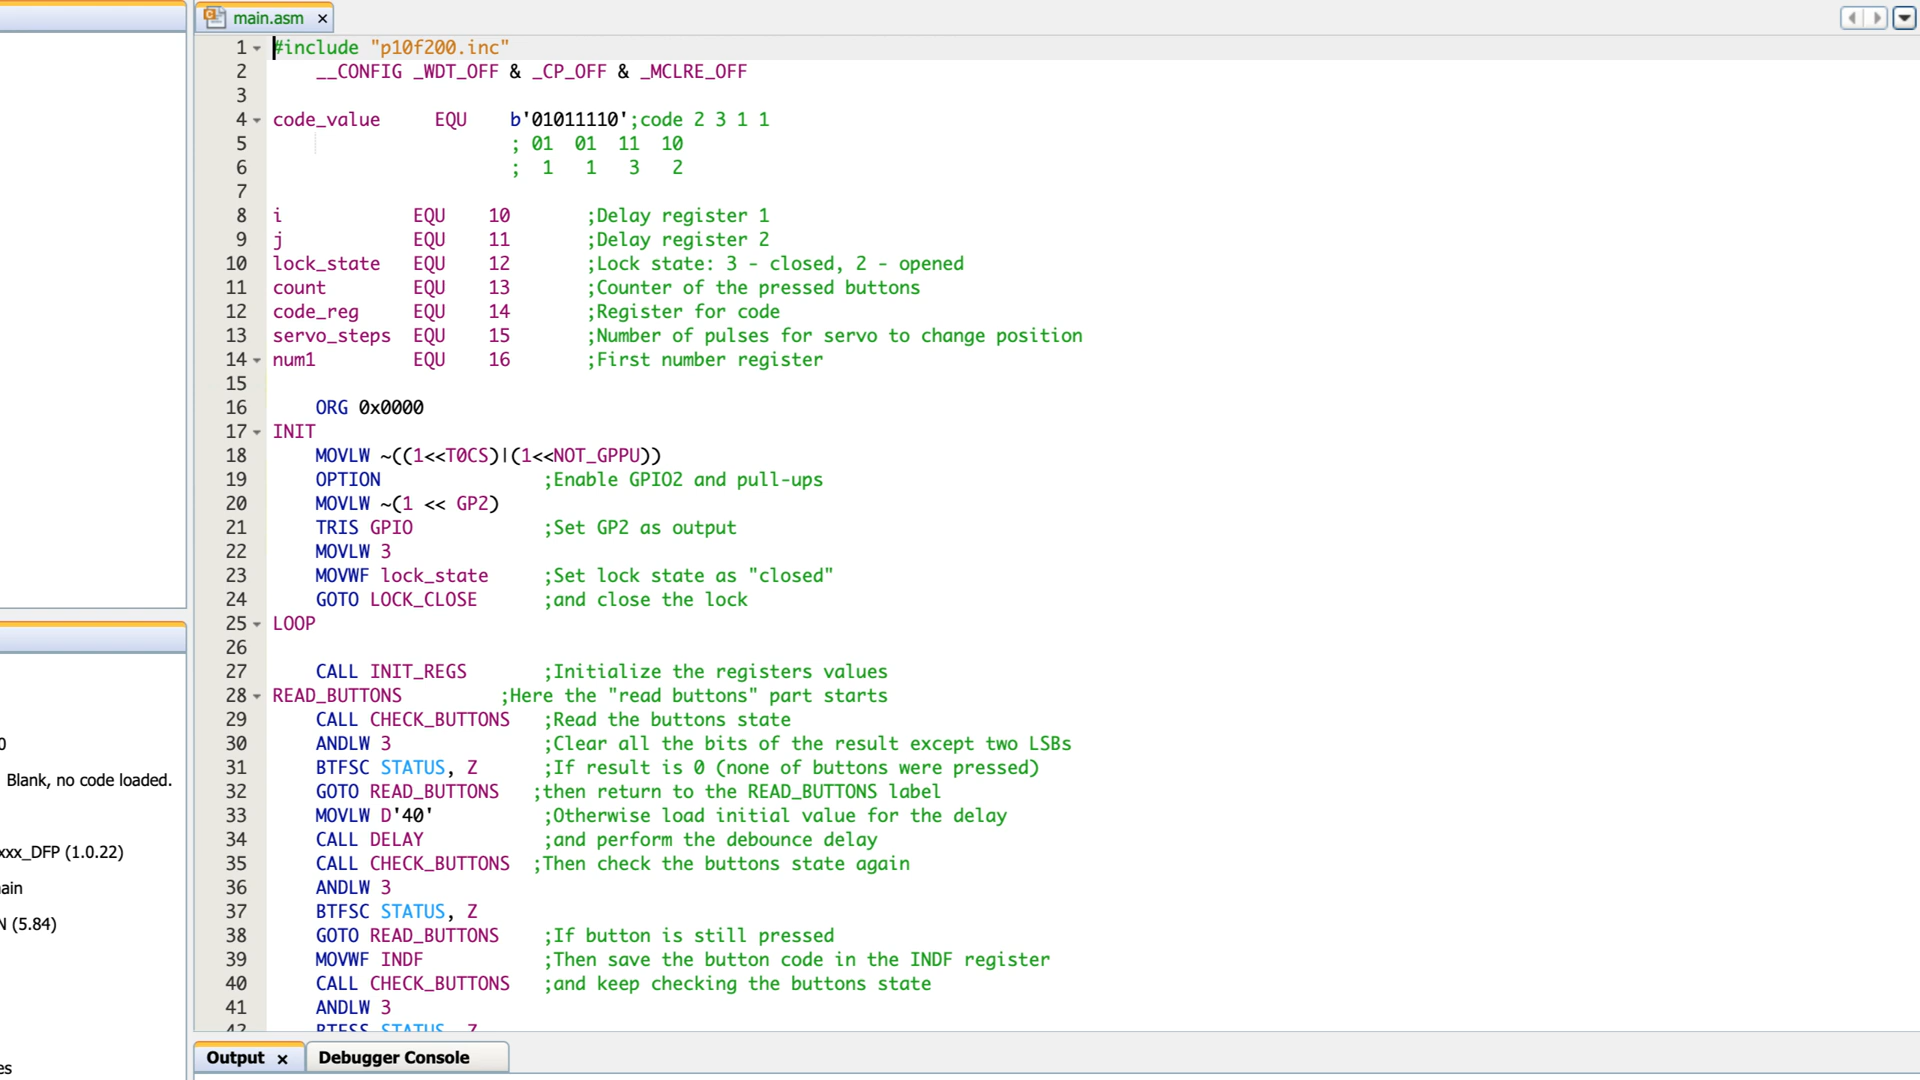 main.asm
1 #include "p10f200.inc"
2 __CONFIG _WDT_OFF & _CP_OFF & _MCLRE_OFF
3
4 code_value EQU b'01011110';code 2 3 1 1
5 ; 01 01 11 10
6 ; 1 1 3 2
7
8 i EQU 10 ;Delay register 1
9 j EQU 11 ;Delay register 2
10 lock_state EQU 12 ;Lock state: 3 - closed, 2 - opened
11 count EQU 13 ;Counter of the pressed buttons
12 code_reg EQU 14 ;Register for code
13 servo_steps EQU 15 ;Number of pulses for servo to change position
14 num1 EQU 16 ;First number register
15
16 ORG 0x0000
17 INIT
18 MOVLW ~((1<<T0CS)|(1<<NOT_GPPU))
19 OPTION ;Enable GPIO2 and pull-ups
20 MOVLW ~(1 << GP2)
21 TRIS GPIO ;Set GP2 as output
22 MOVLW 3
23 MOVWF lock_state ;Set lock state as "closed"
24 GOTO LOCK_CLOSE ;and close the lock
25 LOOP
26
27 CALL INIT_REGS ;Initialize the registers values
28 READ_BUTTONS ;Here the "read buttons" part starts
29 CALL CHECK_BUTTONS ;Read the buttons state
30 ANDLW 3 ;Clear all the bits of the result except two LSBs
31 BTFSC STATUS, Z ;If result is 0 (none of buttons were pressed)
32 GOTO READ_BUTTONS ;then return to the READ_BUTTONS label
33 MOVLW D'40' ;Otherwise load initial value for the delay
34 CALL DELAY ;and perform the debounce delay
35 CALL CHECK_BUTTONS ;Then check the buttons state again
36 ANDLW 3
37 BTFSC STATUS, Z
38 GOTO READ_BUTTONS ;If button is still pressed
39 MOVWF INDF ;Then save the button code in the INDF register
40 CALL CHECK_BUTTONS ;and keep checking the buttons state
41 ANDLW 3
42 BTFSS STATUS, Z
0
Blank, no code loaded.
xxx_DFP (1.0.22)
ain
N (5.84)
es
Output
Debugger Console